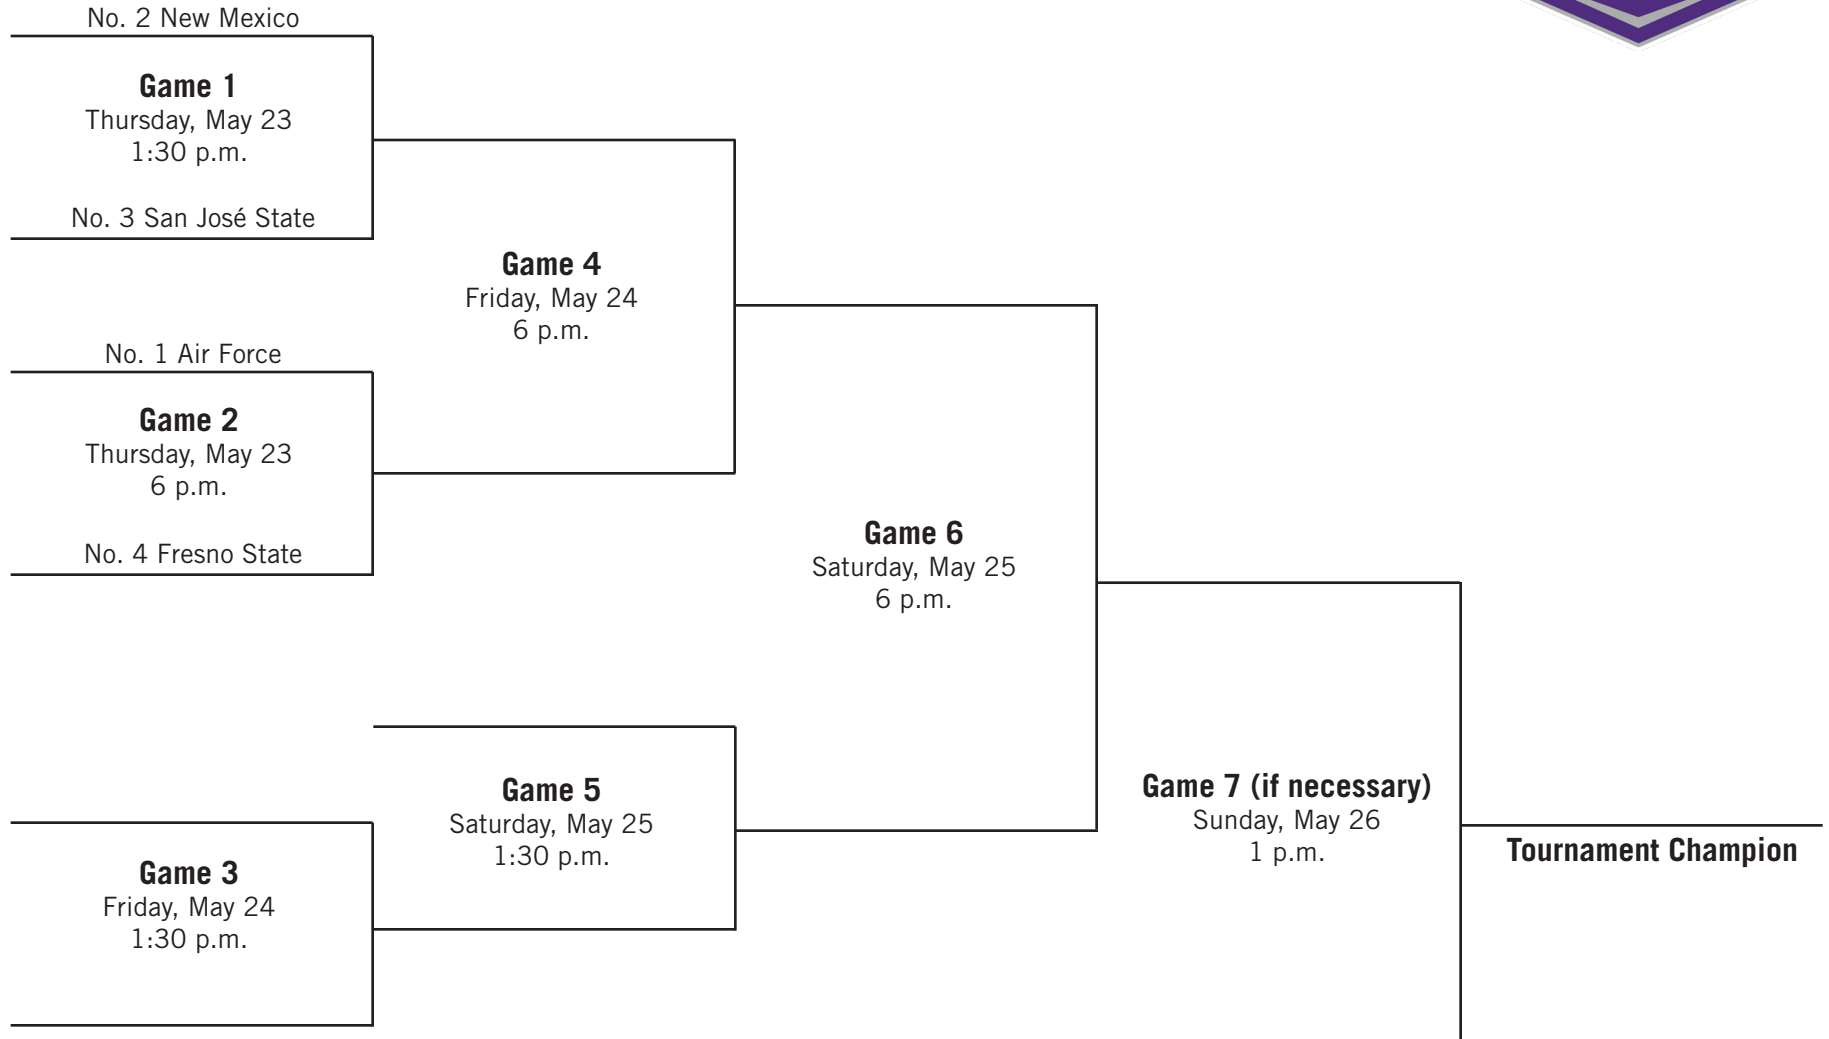 No. 2 New Mexico
Game 1
Thursday, May 23
1:30 p.m.
No. 3 San José State
Game 4
Friday, May 24
6 p.m.
No. 1 Air Force
Game 2
Thursday, May 23
6 p.m.
No. 4 Fresno State
Game 6
Saturday, May 25
6 p.m.
Game 5
Saturday, May 25
1:30 p.m.
Game 3
Friday, May 24
1:30 p.m.
Game 7 (if necessary)
Sunday, May 26
1 p.m.
Tournament Champion